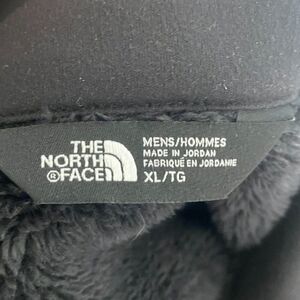 THE
NORTH
FACE
®
MENS/HOMMES
MADE IN JORDAN
FABRIQUÉ EN JORDANIE
XL/TG